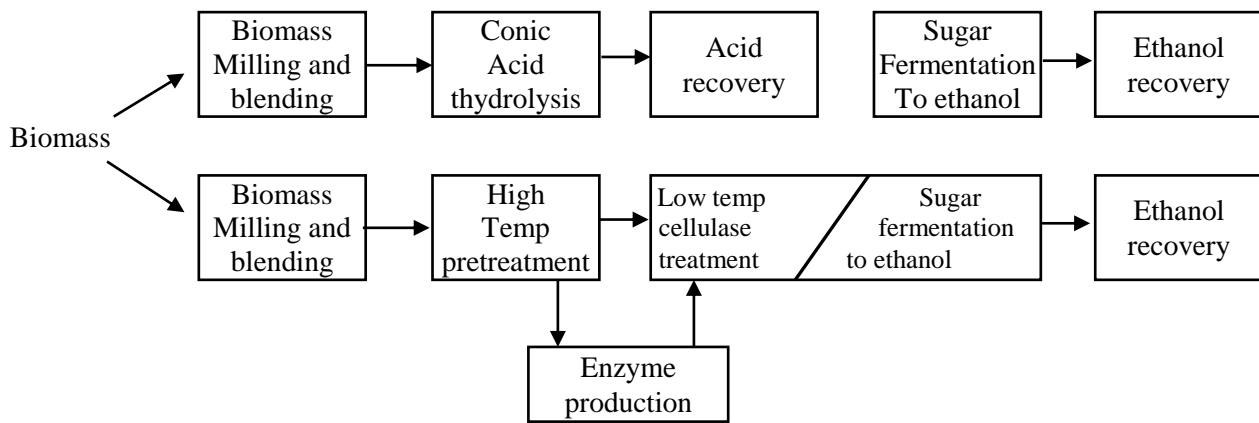 Biomass
Biomass
Milling and
blending
Conic
Acid
thydrolysis
Acid
recovery
Sugar
Fermentation
To ethanol
Ethanol
recovery
Biomass
Milling and
blending
High
Temp
pretreatment
Low temp
cellulase
treatment
Sugar
fermentation
to ethanol
Ethanol
recovery
Enzyme
production